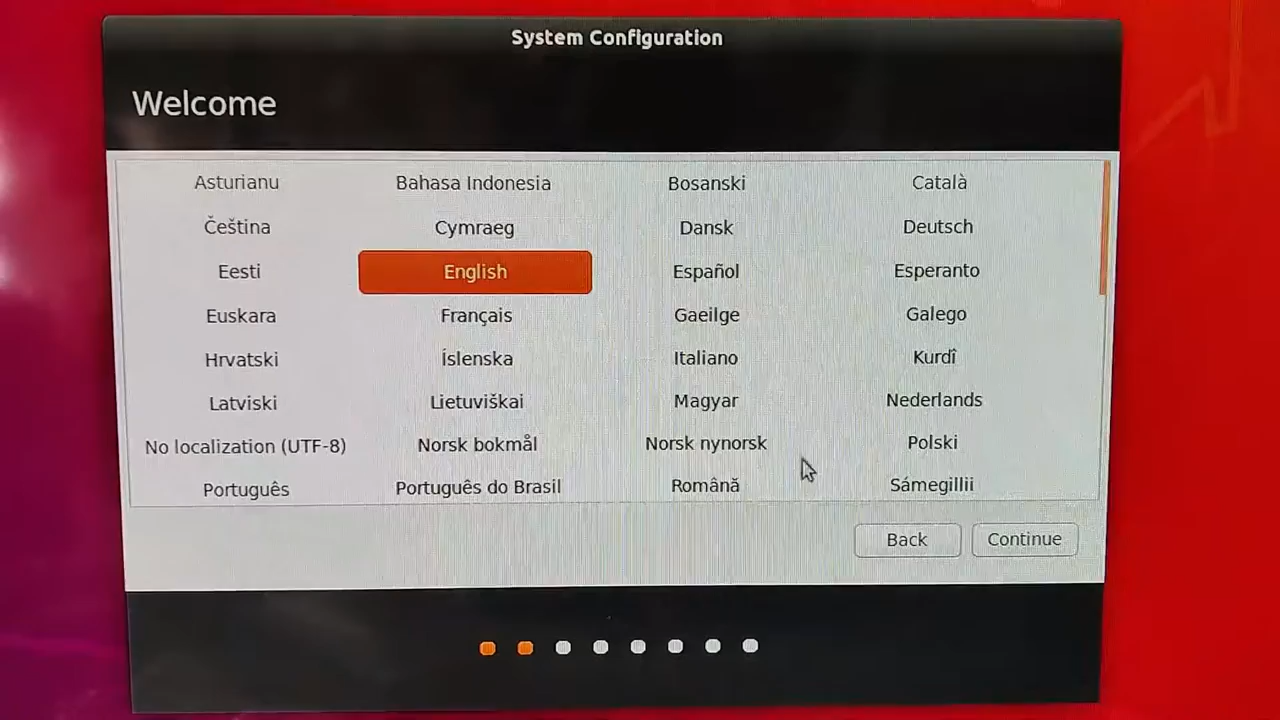 System Configuration
Welcome
Asturianu Bahasa Indonesia Bosanski Català
Čeština Cymraeg Dansk Deutsch
Eesti English Español Esperanto
Euskara Français Gaeilge Galego
Hrvatski Íslenska Italiano Kurdî
Latviski Lietuviškai Magyar Nederlands
No localization (UTF-8) Norsk bokmål Norsk nynorsk Polski
Português Português do Brasil Română Sámegillii
Back Continue